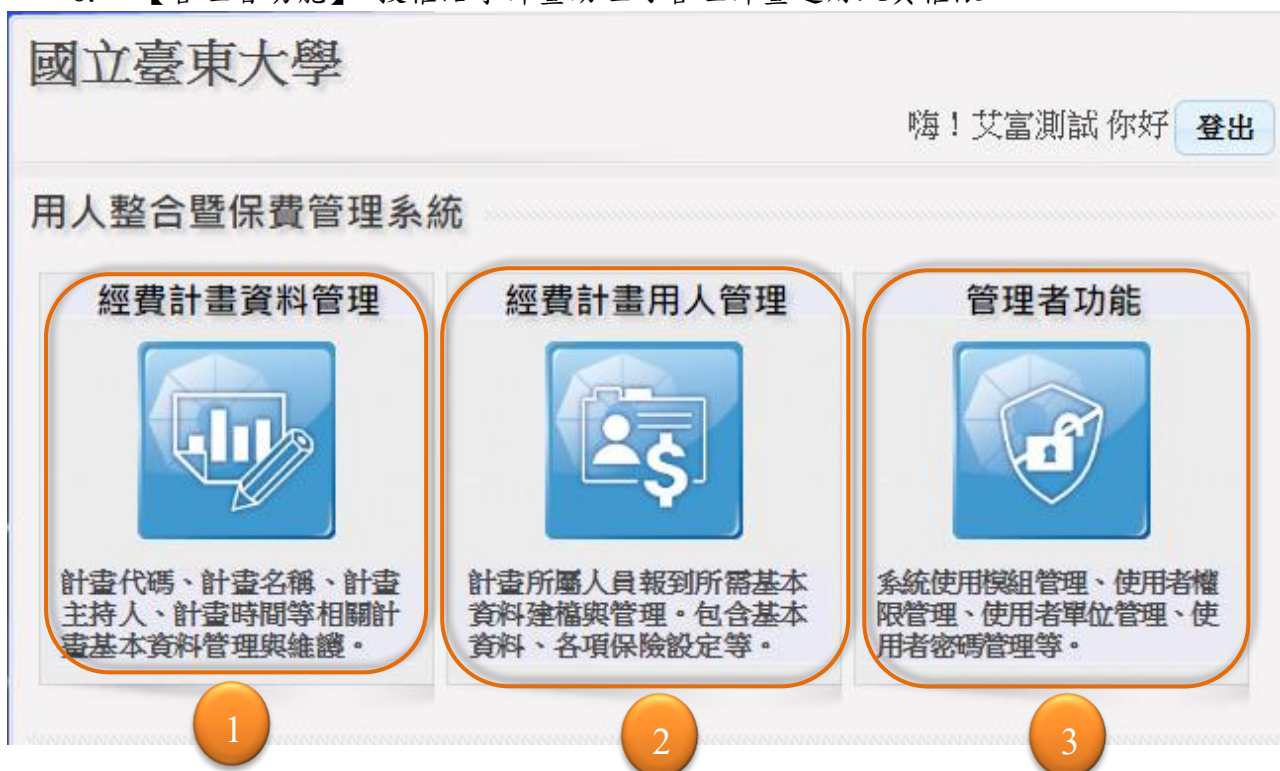 國立臺東大學
嗨！艾富測試 你好 登出
用人整合暨保費管理系統
經費計畫資料管理
計畫代碼、計畫名稱、計畫
主持人、計畫時間等相關計
畫基本資料管理與維護。
1
經費計畫用人管理
計畫所屬人員報到所需基本
資料建檔與管理。包含基本
資料、各項保險設定等。
2
管理者功能
系統使用模組管理、使用者權
限管理、使用者單位管理、使
用者密碼管理等。
3